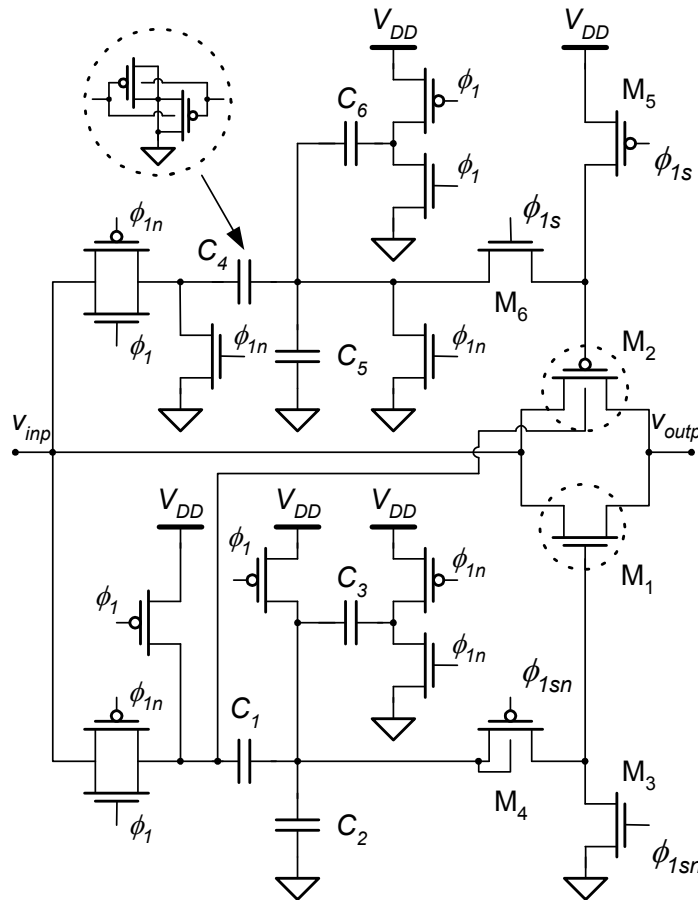 V_DD
V_DD
ϕ_1
C_6
M_5
ϕ_1s
ϕ_1
ϕ_1n
C_4
ϕ_1s
M_6
ϕ_1
ϕ_1n
C_5
ϕ_1n
M_2
v_inp
v_outp
V_DD
V_DD
V_DD
ϕ_1
ϕ_1n
C_3
M_1
ϕ_1
ϕ_1n
ϕ_1n
C_1
ϕ_1sn
M_4
M_3
ϕ_1
C_2
ϕ_1sn